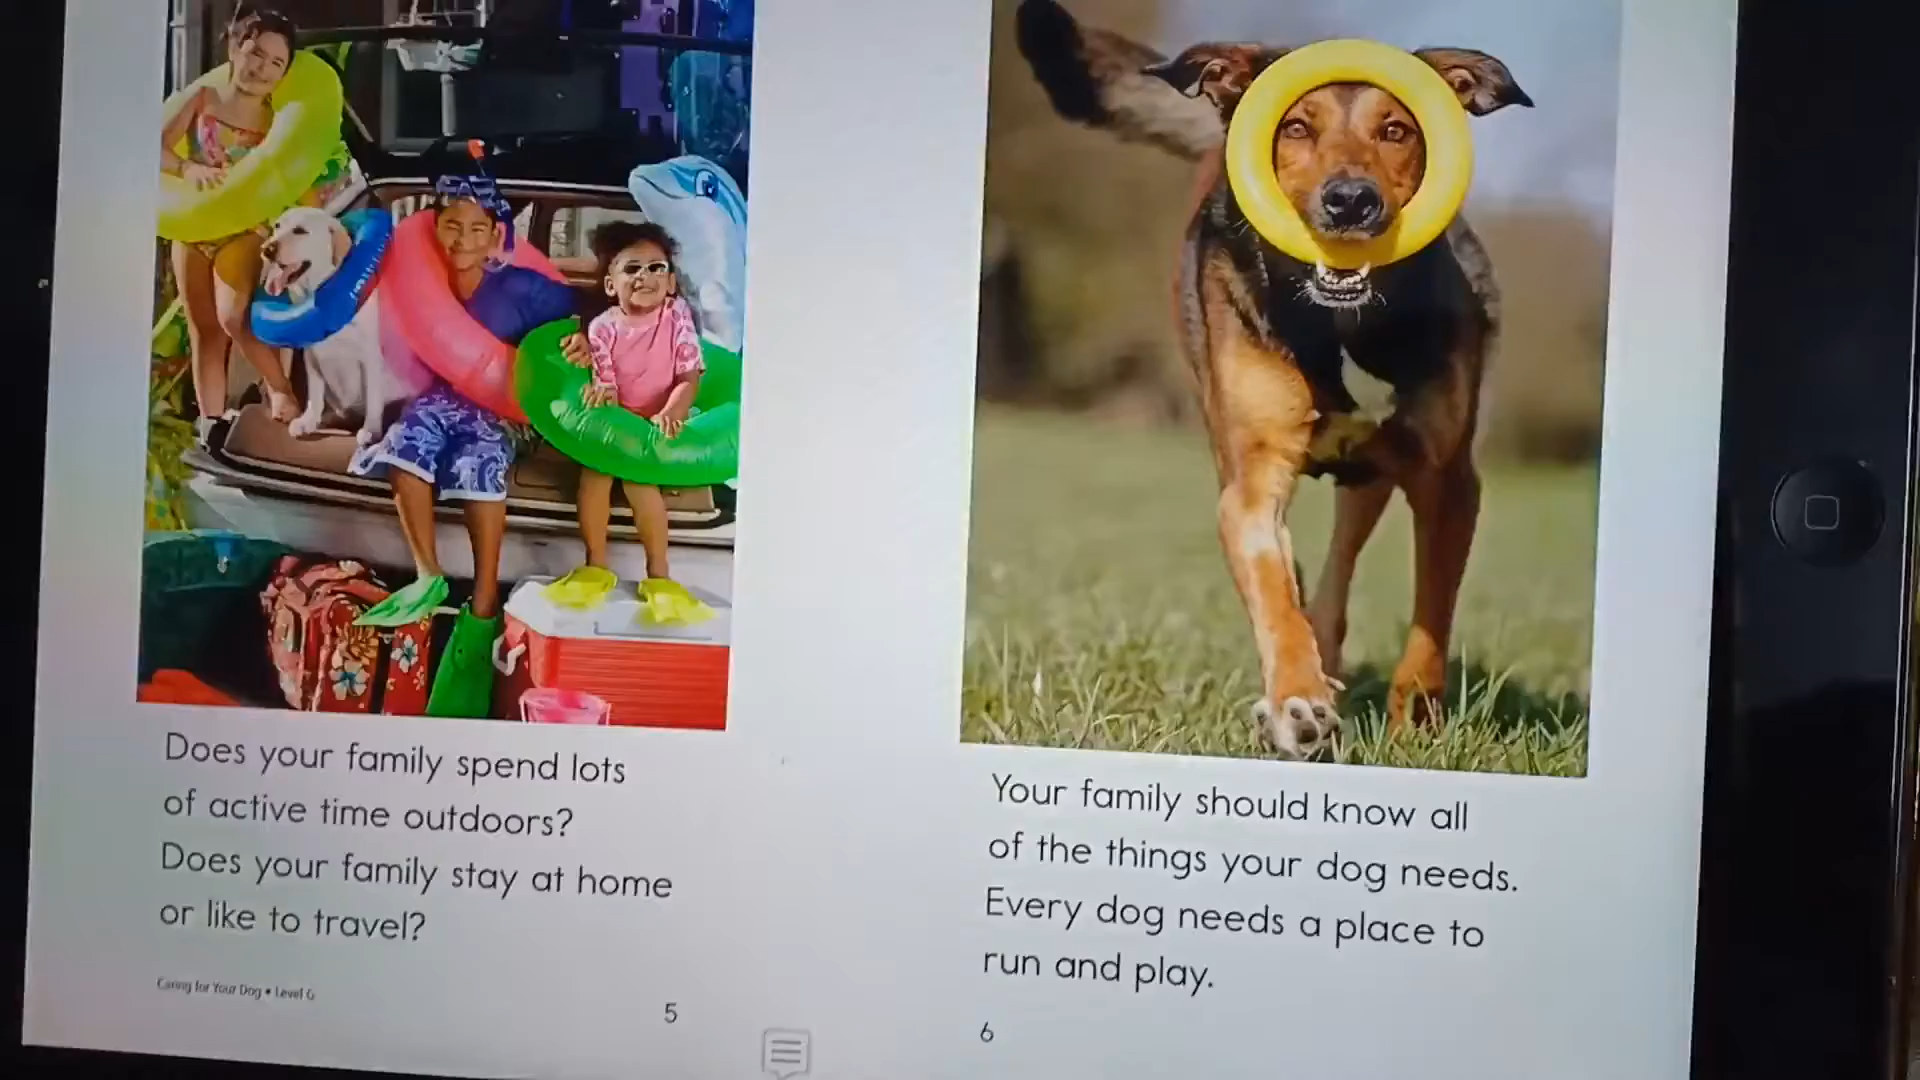 Does your family spend lots
of active time outdoors?
Does your family stay at home
or like to travel?
Caring for Your Dog • Level G
5
Your family should know all
of the things your dog needs.
Every dog needs a place to
run and play.
6